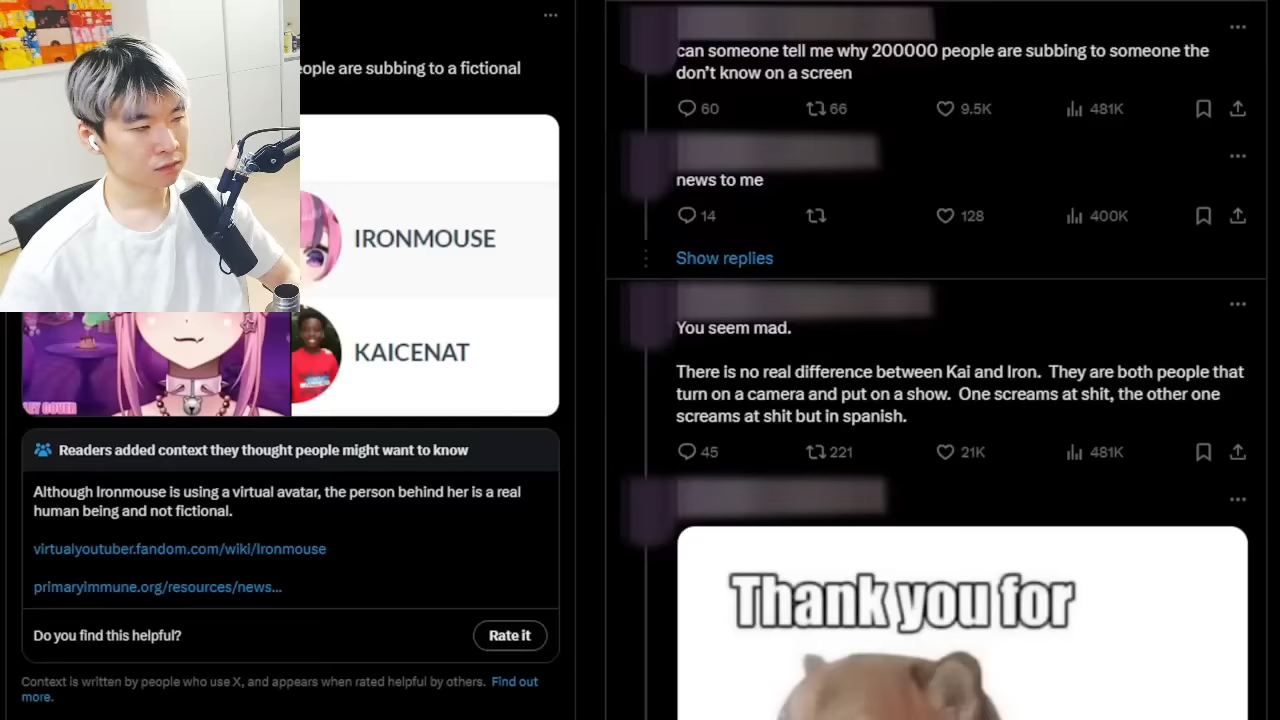 eople are subbing to a fictional
IRONMOUSE
KAICENAT
Readers added context they thought people might want to know
Although Ironmouse is using a virtual avatar, the person behind her is a real
human being and not fictional.
virtualyoutuber.fandom.com/wiki/Ironmouse
primaryimmune.org/resources/news...
Do you find this helpful?
Rate it
Context is written by people who use X, and appears when rated helpful by others. Find out
more.
can someone tell me why 200000 people are subbing to someone the
don't know on a screen
60 66 9.5K 481K
news to me
14 128 400K
Show replies
You seem mad.
There is no real difference between Kai and Iron. They are both people that
turn on a camera and put on a show. One screams at shit, the other one
screams at shit but in spanish.
45 221 21K 481K
Thank you for